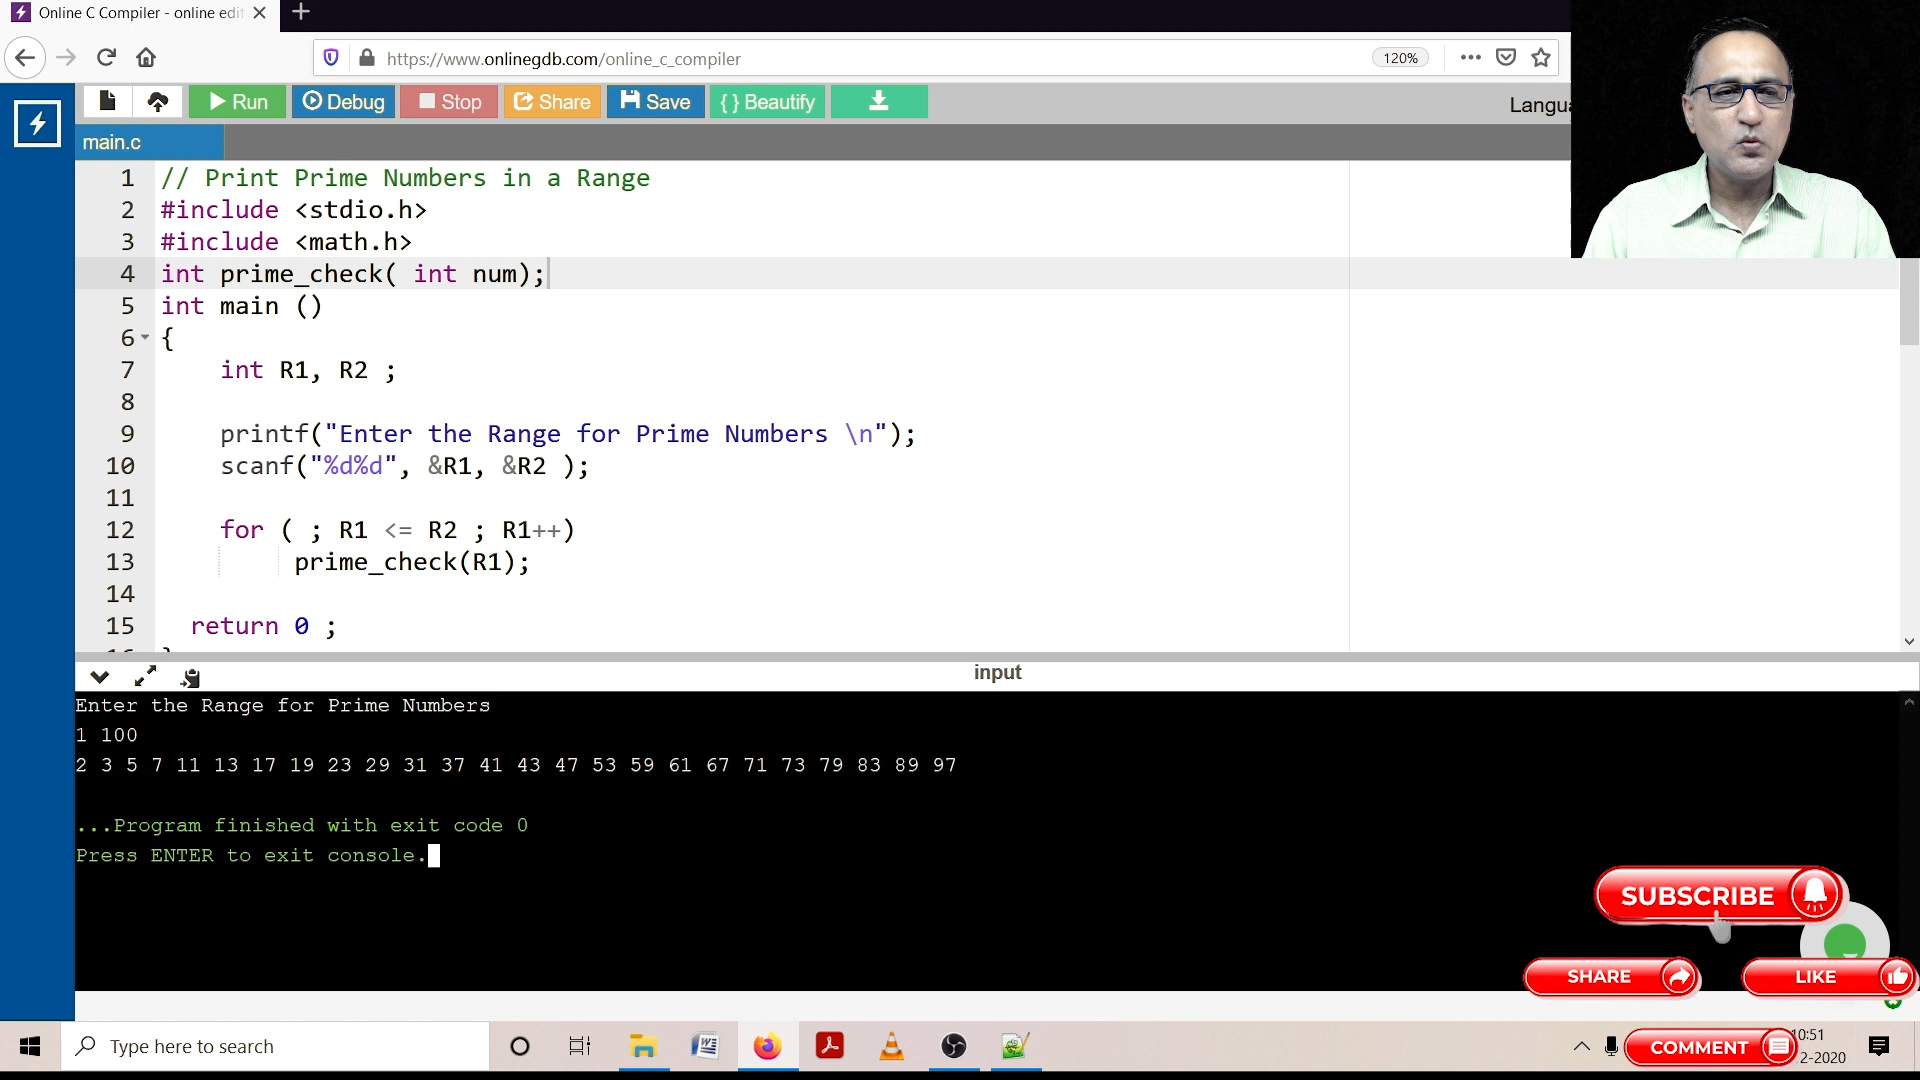 Online C Compiler - online edit
https://www.onlinegdb.com/online_c_compiler
120%
Run
Debug
Stop
Share
Save
{ } Beautify
Langu
main.c
1 // Print Prime Numbers in a Range
2 #include <stdio.h>
3 #include <math.h>
4 int prime_check( int num);
5 int main ()
6 {
7 int R1, R2 ;
8
9 printf("Enter the Range for Prime Numbers \n");
10 scanf("%d%d", &R1, &R2 );
11
12 for ( ; R1 <= R2 ; R1++)
13 prime_check(R1);
14
15 return 0 ;
input
Enter the Range for Prime Numbers
1 100
2 3 5 7 11 13 17 19 23 29 31 37 41 43 47 53 59 61 67 71 73 79 83 89 97
...Program finished with exit code 0
Press ENTER to exit console.
SUBSCRIBE
SHARE
LIKE
Type here to search
COMMENT
10:51
2-2020